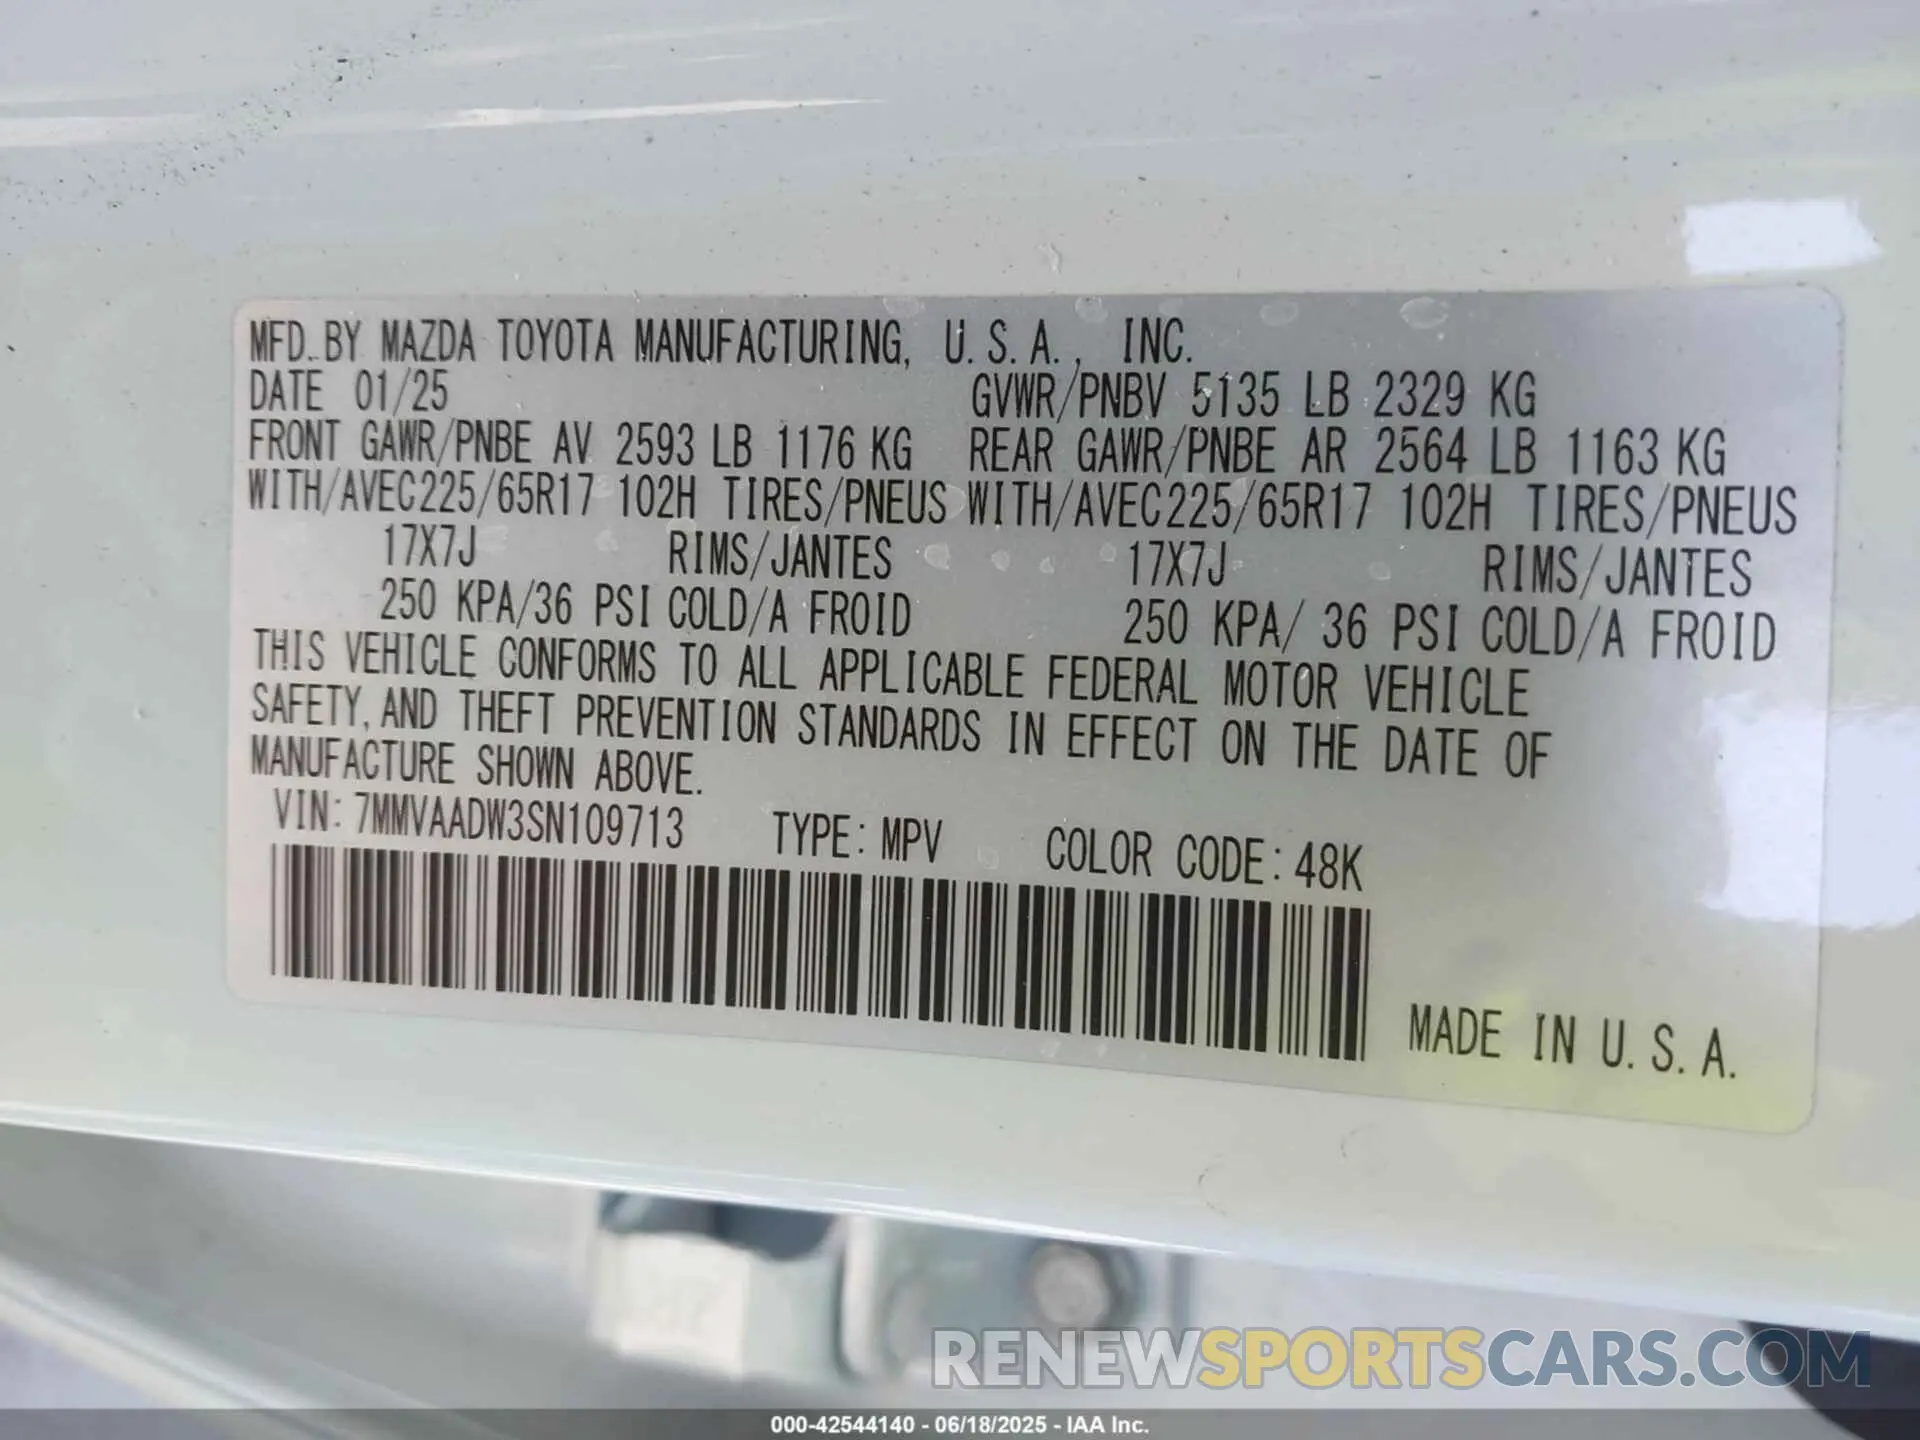 MFD. BY MAZDA TOYOTA MANUFACTURING, U.S.A., INC.
DATE 01/25 GVWR/PNBV 5135 LB 2329 KG
FRONT GAWR/PNBE AV 2593 LB 1176 KG REAR GAWR/PNBE AR 2564 LB 1163 KG
WITH/AVEC225/65R17 102H TIRES/PNEUS WITH/AVEC225/65R17 102H TIRES/PNEUS
17X7J RIMS/JANTES 17X7J RIMS/JANTES
250 KPA/36 PSI COLD/A FROID 250 KPA/ 36 PSI COLD/A FROID
THIS VEHICLE CONFORMS TO ALL APPLICABLE FEDERAL MOTOR VEHICLE
SAFETY, AND THEFT PREVENTION STANDARDS IN EFFECT ON THE DATE OF
MANUFACTURE SHOWN ABOVE.
VIN: 7MMVAADW3SN109713 TYPE: MPV COLOR CODE: 48K
MADE IN U.S.A.
RENEWSPORTSCARS.COM
000-42544140 - 06/18/2025 - IAA Inc.